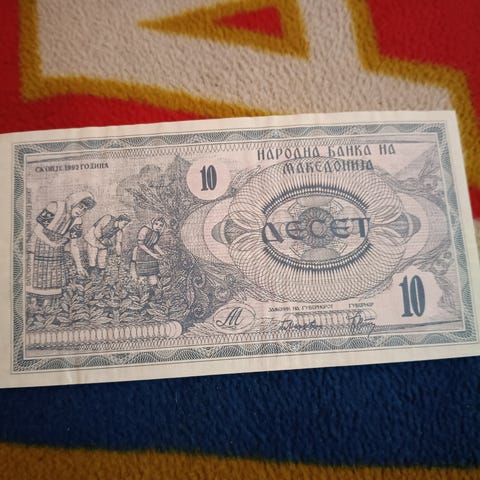 СКОПЈЕ 1992 ГОДИНА
10
НАРОДНА БАНКА НА
МАКЕДОНИЈА
ДЕСЕТ
10
ЗАМЕНИК НА ГУВЕРНЕРОТ ГУВЕРНЕР
М